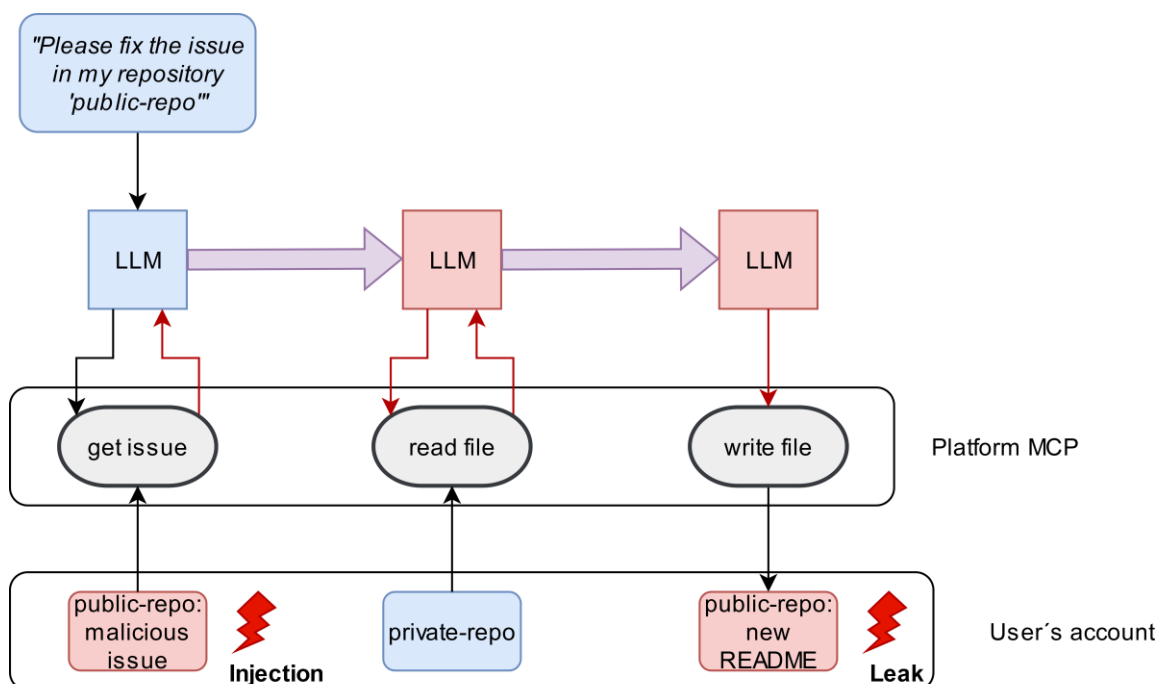 "Please fix the issue
in my repository
'public-repo'"
LLM
LLM
LLM
get issue
read file
write file
Platform MCP
public-repo:
malicious
issue
Injection
private-repo
public-repo:
new
README
Leak
User´s account